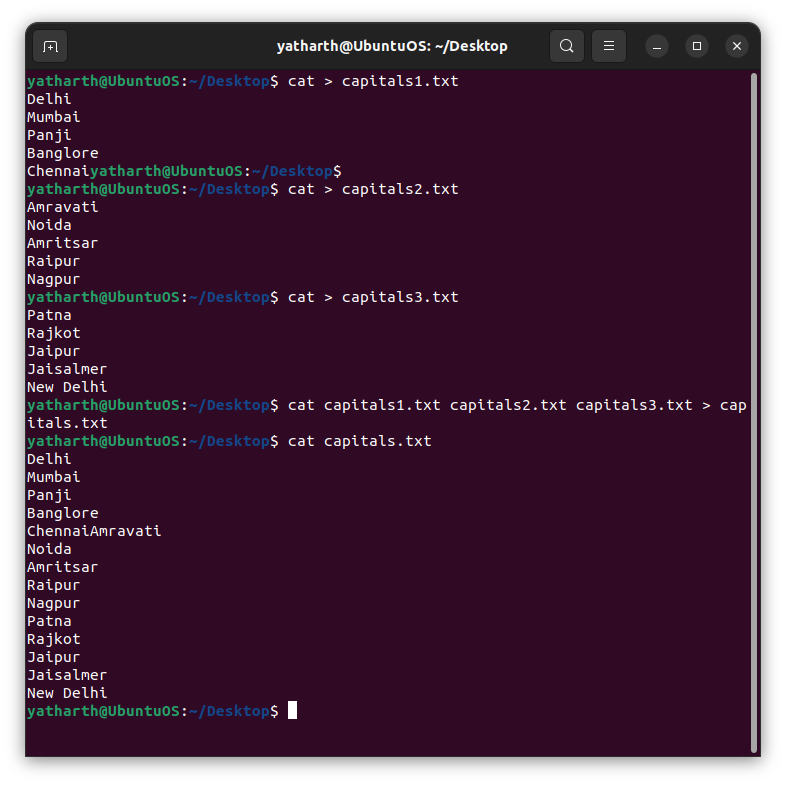 yatharth@UbuntuOS: ~/Desktop
yatharth@UbuntuOS:~/Desktop$ cat > capitals1.txt
Delhi
Mumbai
Panji
Banglore
Chennaiyatharth@UbuntuOS:~/Desktop$
yatharth@UbuntuOS:~/Desktop$ cat > capitals2.txt
Amravati
Noida
Amritsar
Raipur
Nagpur
yatharth@UbuntuOS:~/Desktop$ cat > capitals3.txt
Patna
Rajkot
Jaipur
Jaisalmer
New Delhi
yatharth@UbuntuOS:~/Desktop$ cat capitals1.txt capitals2.txt capitals3.txt > cap
itals.txt
yatharth@UbuntuOS:~/Desktop$ cat capitals.txt
Delhi
Mumbai
Panji
Banglore
ChennaiAmravati
Noida
Amritsar
Raipur
Nagpur
Patna
Rajkot
Jaipur
Jaisalmer
New Delhi
yatharth@UbuntuOS:~/Desktop$